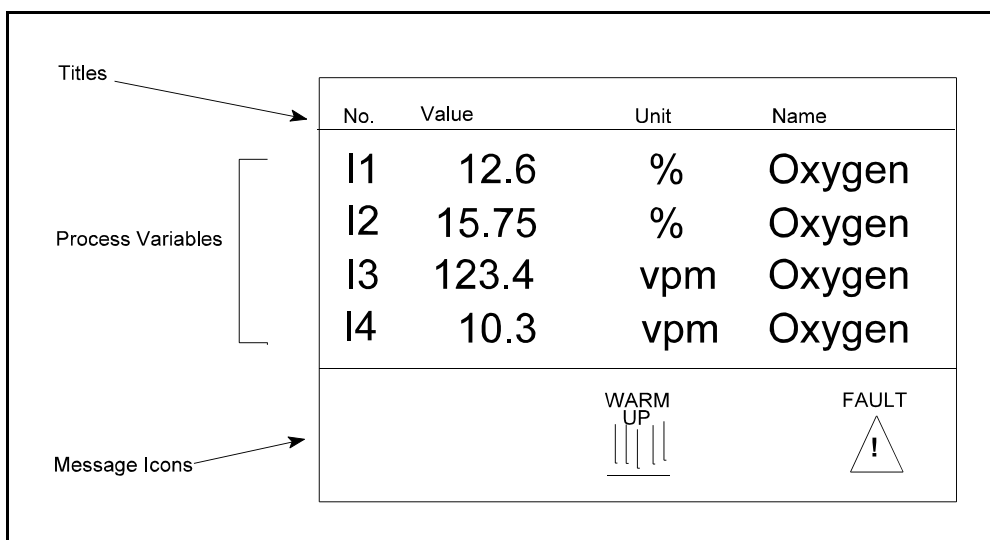 Titles
No. Value Unit Name
Process Variables
I1 12.6 % Oxygen
I2 15.75 % Oxygen
I3 123.4 vpm Oxygen
I4 10.3 vpm Oxygen
Message Icons
WARM
UP
FAULT
!